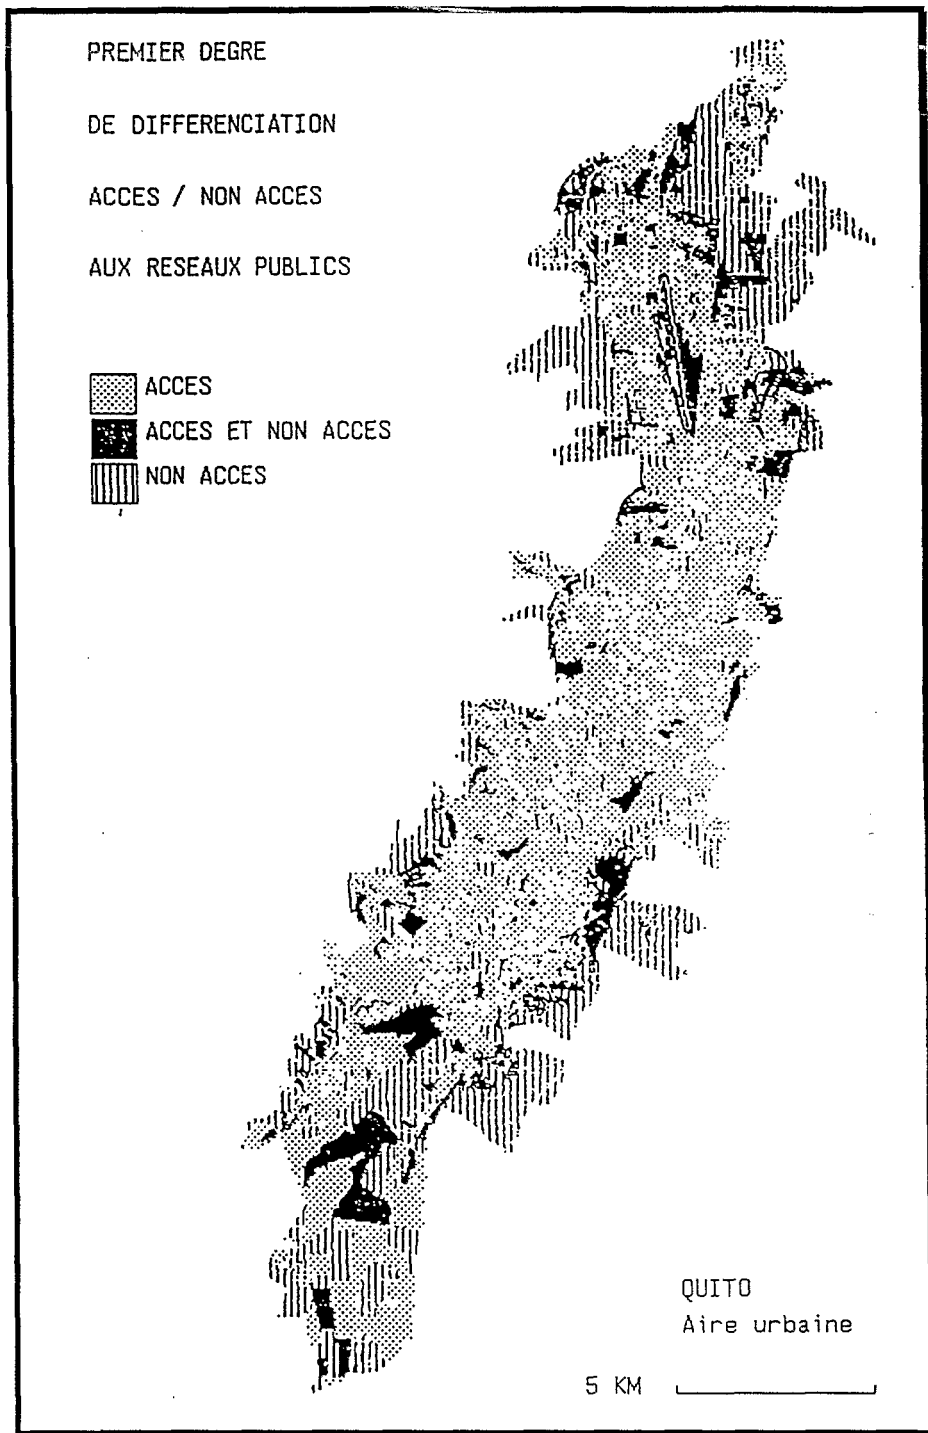 PREMIER DEGRE
DE DIFFERENCIATION
ACCES / NON ACCES
AUX RESEAUX PUBLICS
ACCES
ACCES ET NON ACCES
NON ACCES
QUITO
Aire urbaine
5 KM